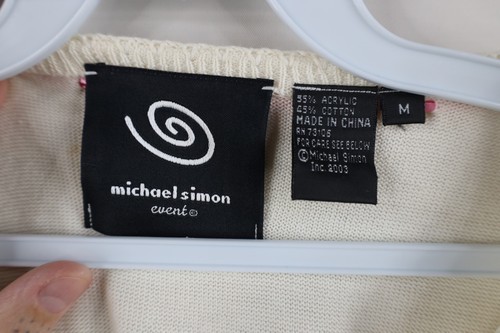 michael simon
event©
55% ACRYLIC
45% COTTON
MADE IN CHINA
RN 73106
FOR CARE SEE BELOW
©Michael Simon
Inc. 2003
M